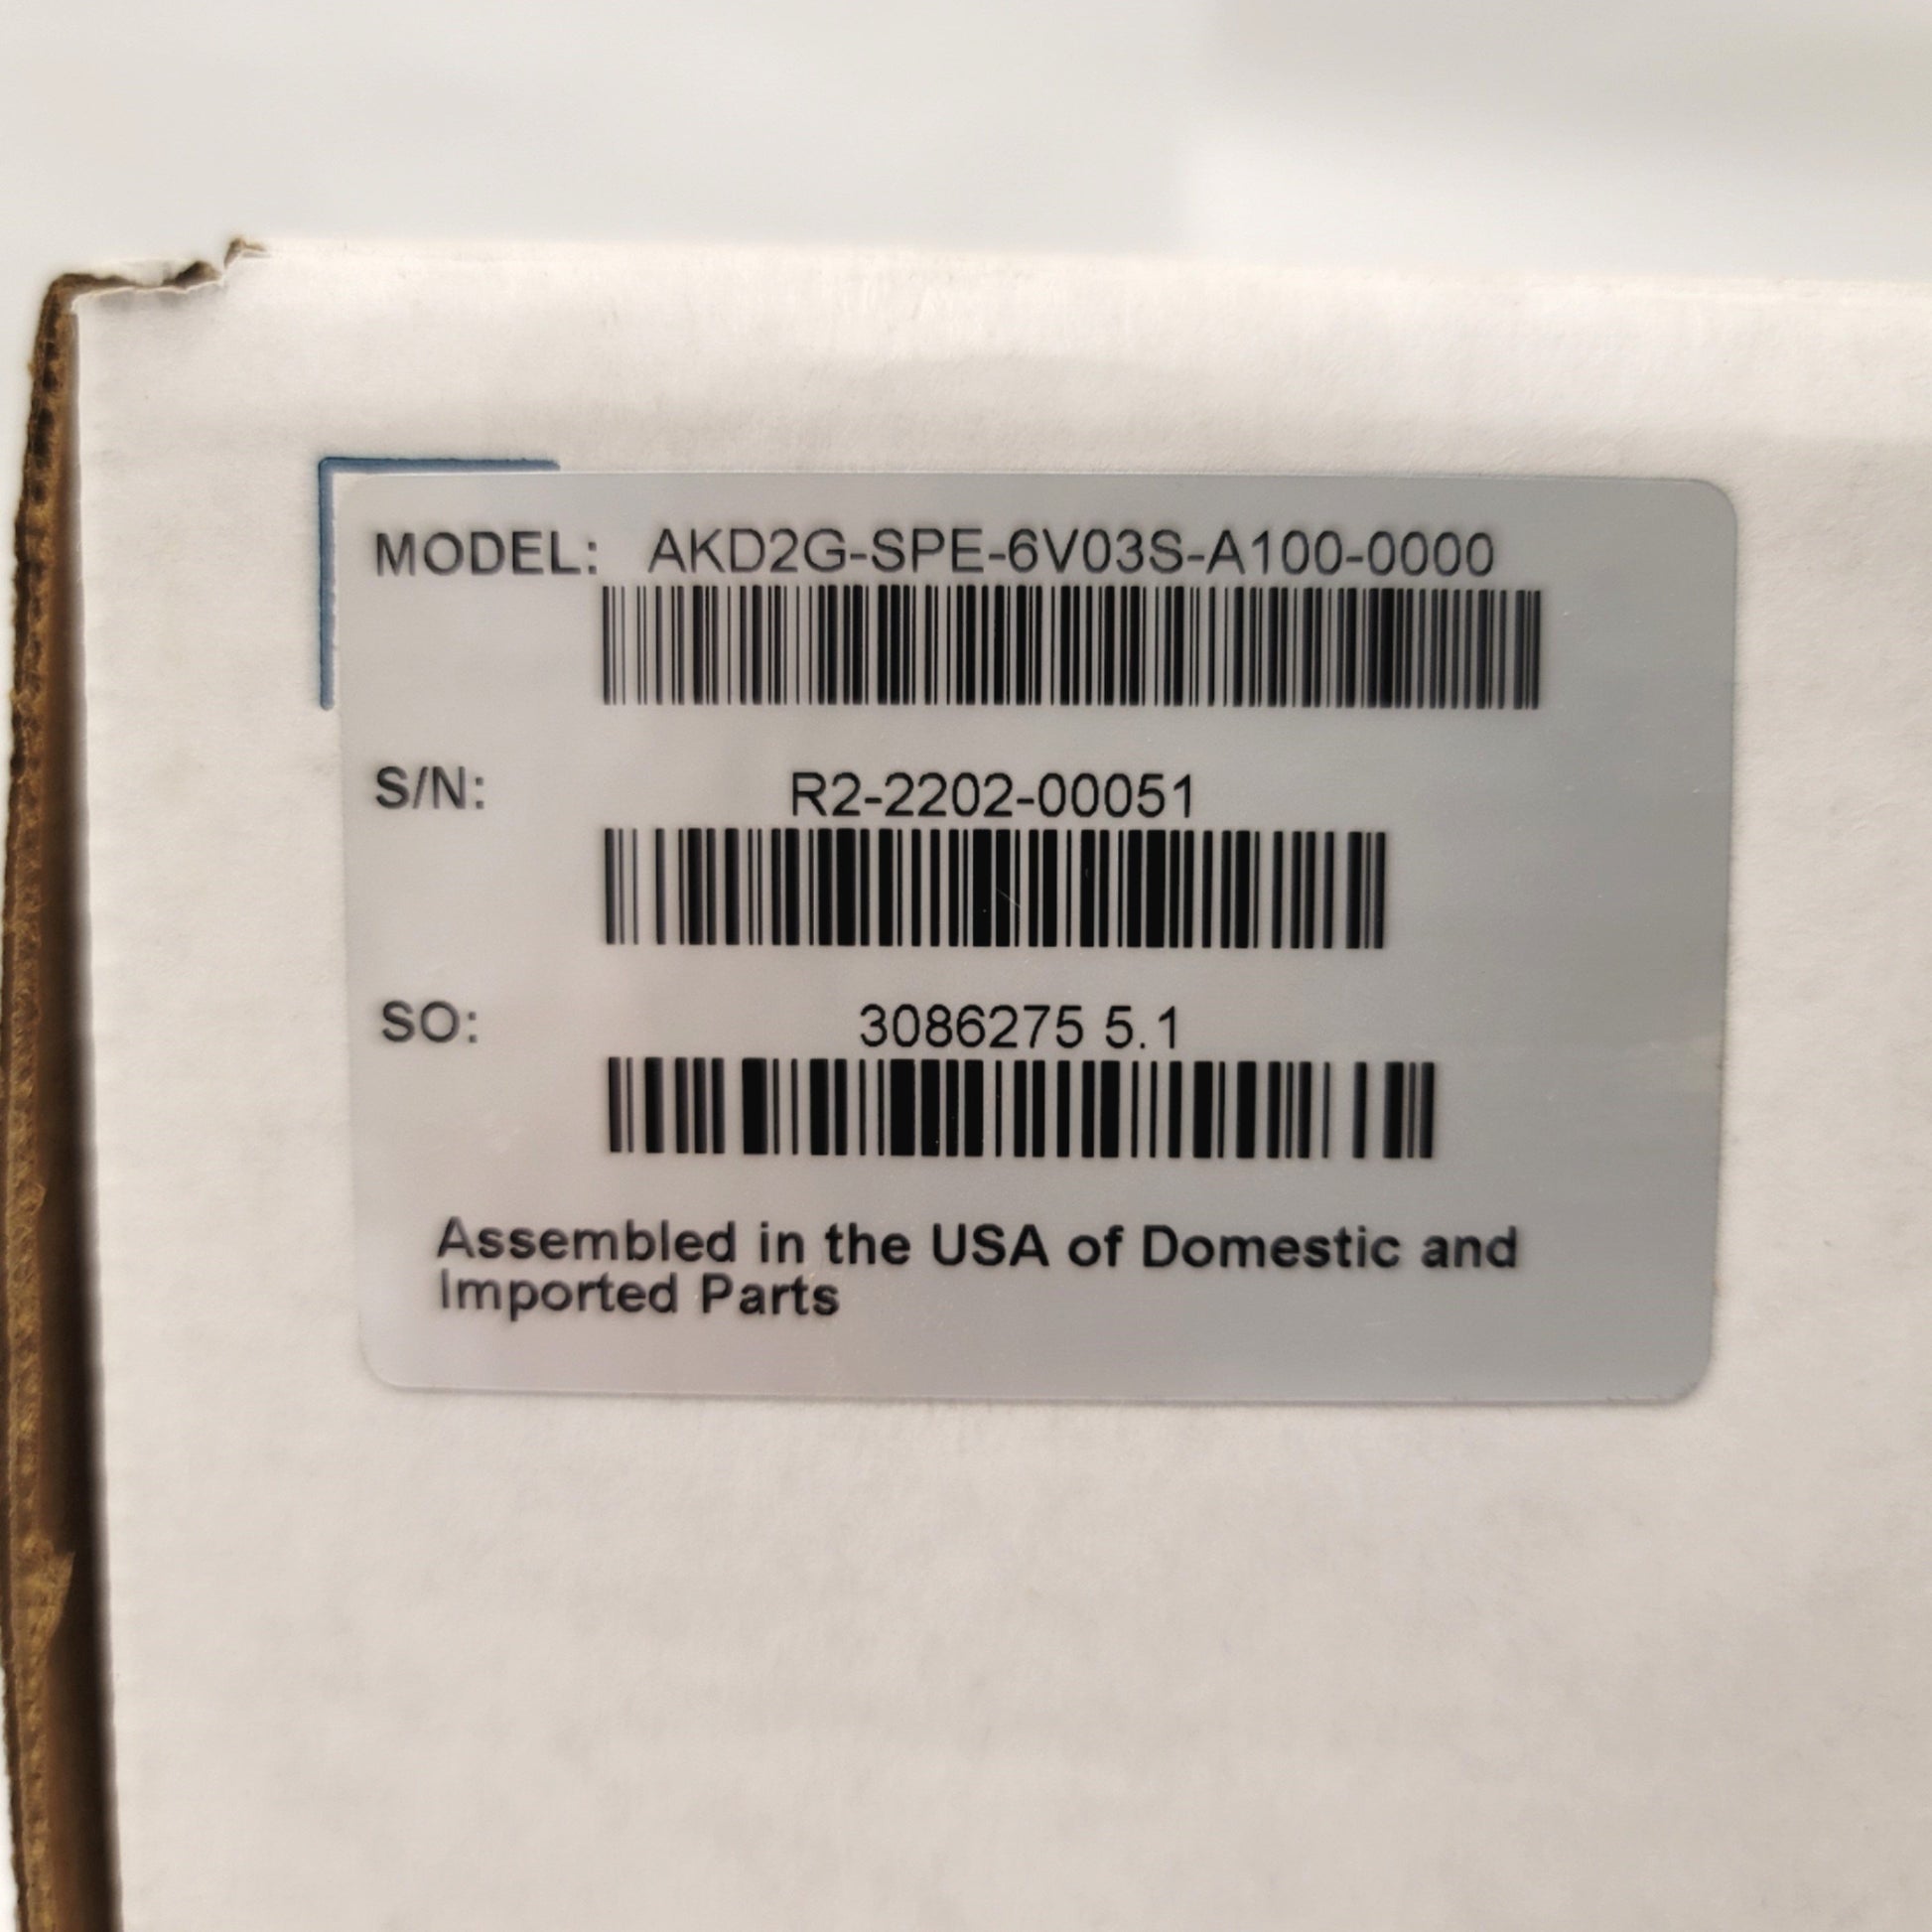 MODEL: AKD2G-SPE-6V03S-A100-0000
S/N: R2-2202-00051
SO: 3086275 5.1
Assembled in the USA of Domestic and
Imported Parts